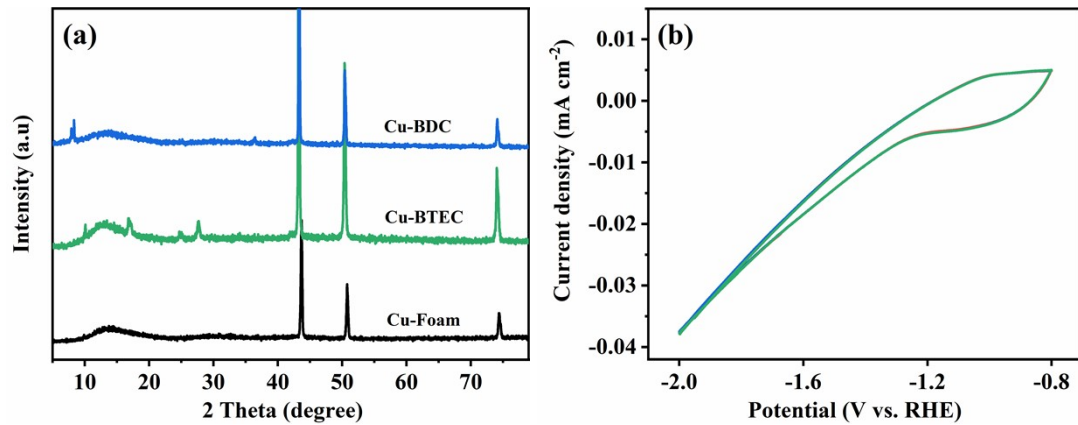 (a)
Intensity (a.u)
Cu-BDC
Cu-BTEC
Cu-Foam
10 20 30 40 50 60 70
2 Theta (degree)
(b)
Current density (mA cm-2)
0.01
0.00
-0.01
-0.02
-0.03
-0.04
-2.0 -1.6 -1.2 -0.8
Potential (V vs. RHE)